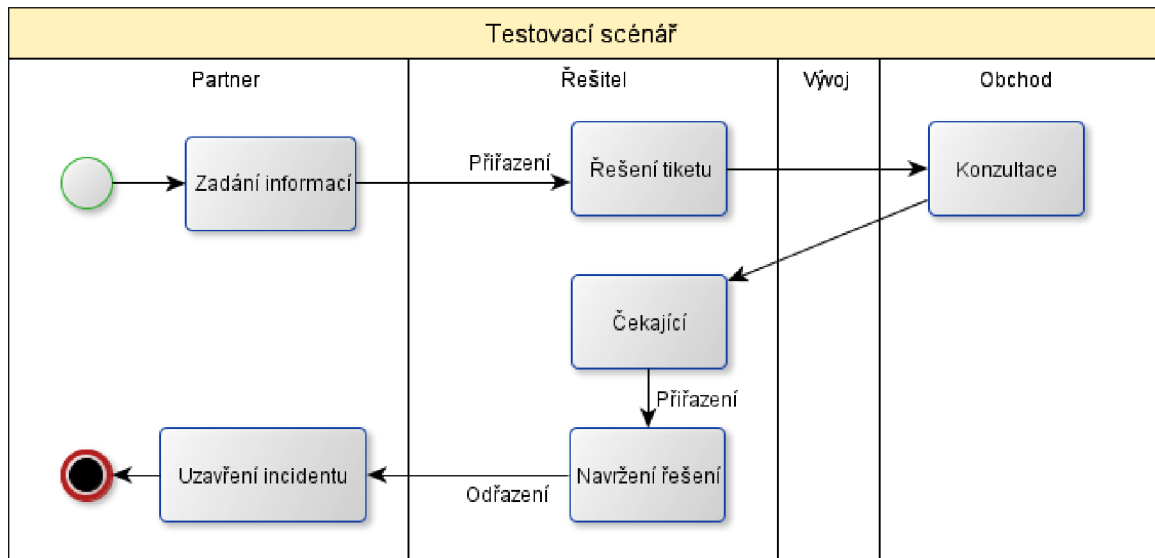 Testovací scénář
Partner
Řešitel
Vývoj
Obchod
Zadání informací
Přiřazení
Řešení tiketu
Konzultace
Čekající
Přiřazení
Uzavření incidentu
Odřazení
Navržení řešení